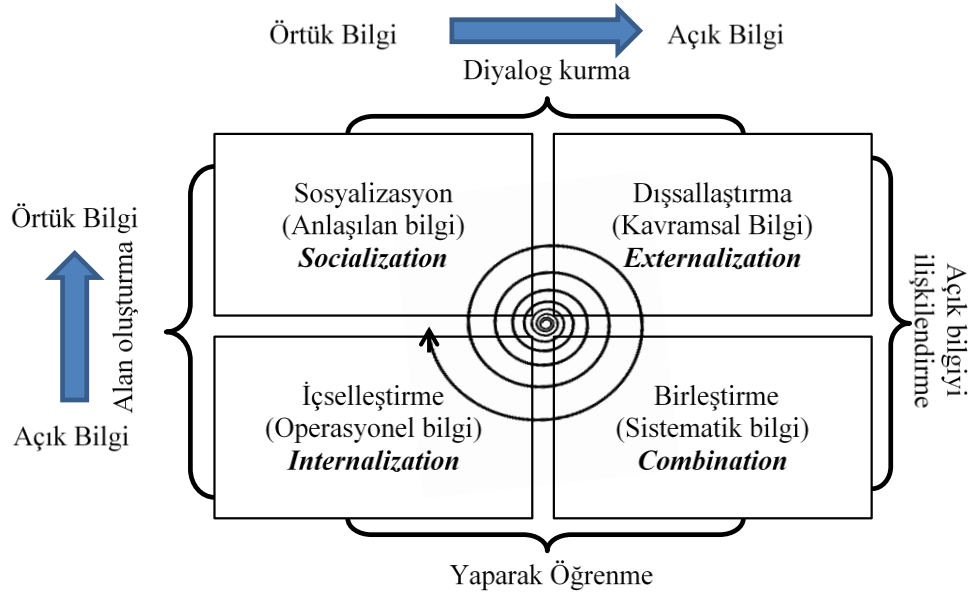 Örtük Bilgi
Açık Bilgi
Diyalog kurma
Sosyalizasyon
(Anlaşılan bilgi)
Socialization
Dışsallaştırma
(Kavramsal Bilgi)
Externalization
Örtük Bilgi
Alan oluşturma
Açık Bilgi
Açık bilgiyi
ilişkilendirme
İçselleştirme
(Operasyonel bilgi)
Internalization
Birleştirme
(Sistematik bilgi)
Combination
Yaparak Öğrenme